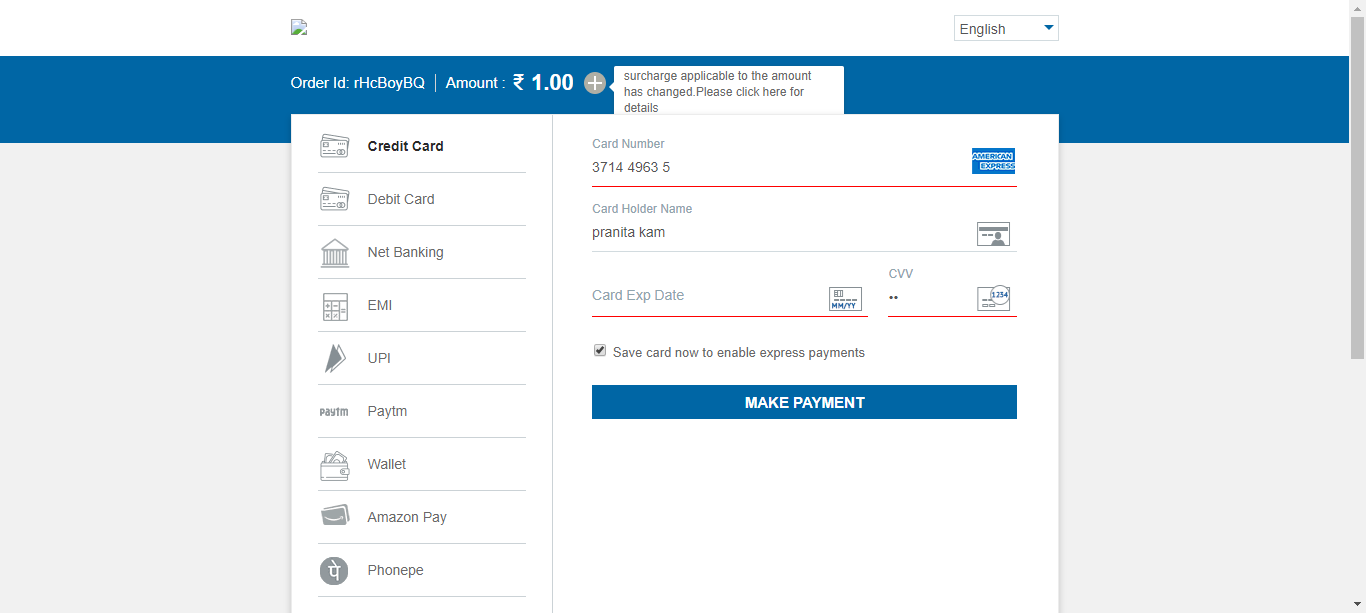 English
Order Id: rHcBoyBQ Amount : ₹ 1.00
surcharge applicable to the amount
has changed.Please click here for
details
Credit Card
Debit Card
Net Banking
EMI
UPI
Paytm
Paytm
Wallet
Amazon Pay
पे Phonepe
Card Number
3714 4963 5
AMERICAN
EXPRESS
Card Holder Name
pranita kam
Card Exp Date
MM/YY
CVV
••
1234
Save card now to enable express payments
MAKE PAYMENT